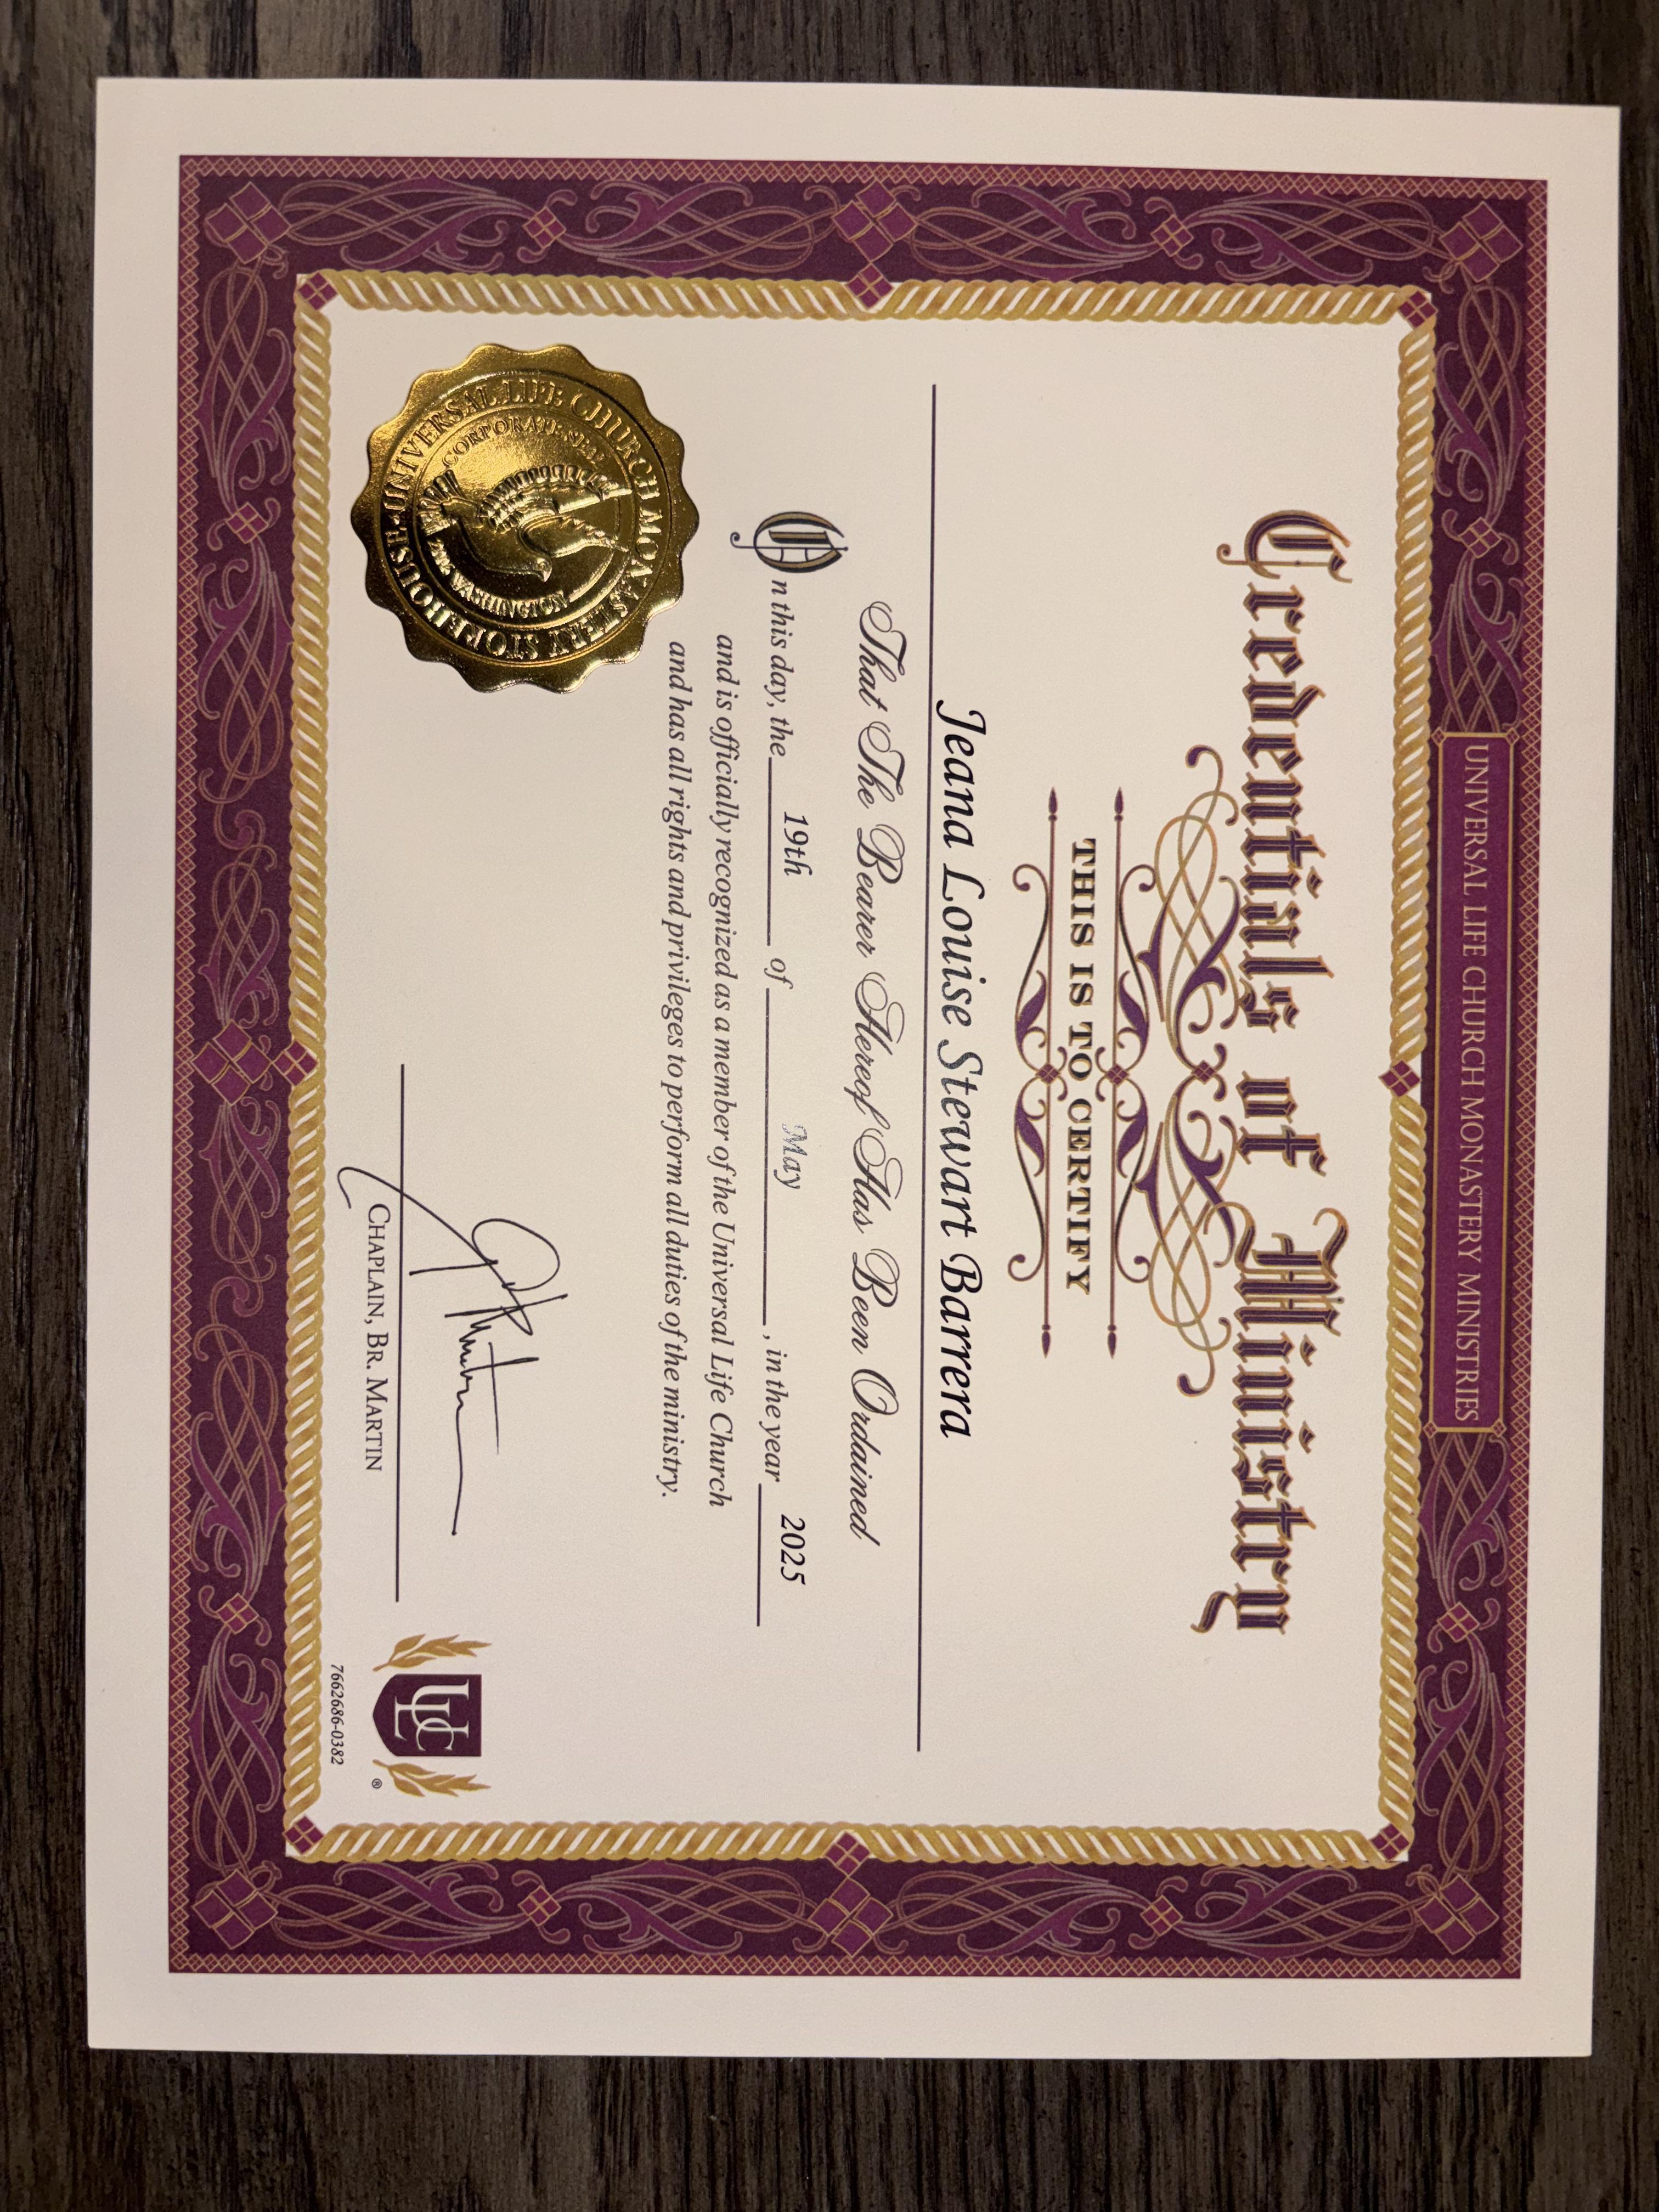 UNIVERSAL LIFE CHURCH MONASTERY MINISTRIES
Credentials of Ministry
THIS IS TO CERTIFY
Jeana Louise Stewart Barrera
That The Bearer Hereof Has Been Ordained
On this day, the 19th of May, in the year 2025
and is officially recognized as a member of the Universal Life Church
and has all rights and privileges to perform all duties of the ministry.
UNIVERSAL LIFE CHURCH MONASTERY STOREHOUSE
CORPORATE SEAL
WASHINGTON
CHAPLAIN, BR. MARTIN
ULC
®
7662686-0382